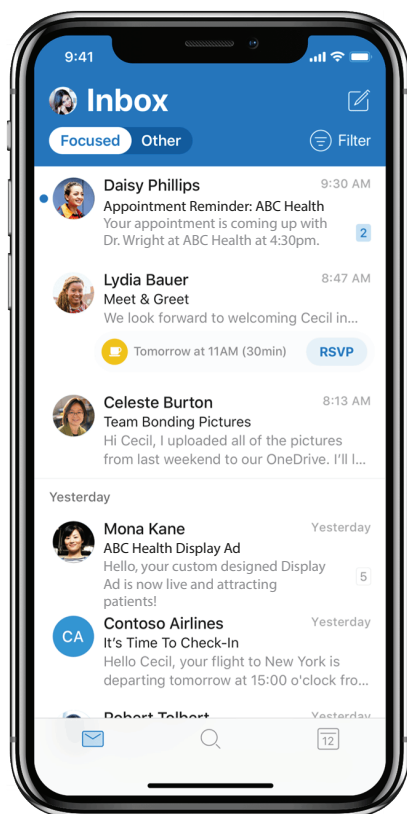 9:41
Inbox
Focused Other Filter
Daisy Phillips 9:30 AM
Appointment Reminder: ABC Health
Your appointment is coming up with
Dr. Wright at ABC Health at 4:30pm. 2
Lydia Bauer 8:47 AM
Meet & Greet
We look forward to welcoming Cecil in...
Tomorrow at 11AM (30min) RSVP
Celeste Burton 8:13 AM
Team Bonding Pictures
Hi Cecil, I uploaded all of the pictures
from last weekend to our OneDrive. I'll l...
Yesterday
Mona Kane Yesterday
ABC Health Display Ad
Hello, your custom designed Display
Ad is now live and attracting 5
patients!
CA Contoso Airlines Yesterday
It's Time To Check-In
Hello Cecil, your flight to New York is
departing tomorrow at 15:00 o'clock fro...
Robert Tolbert Yesterday
12